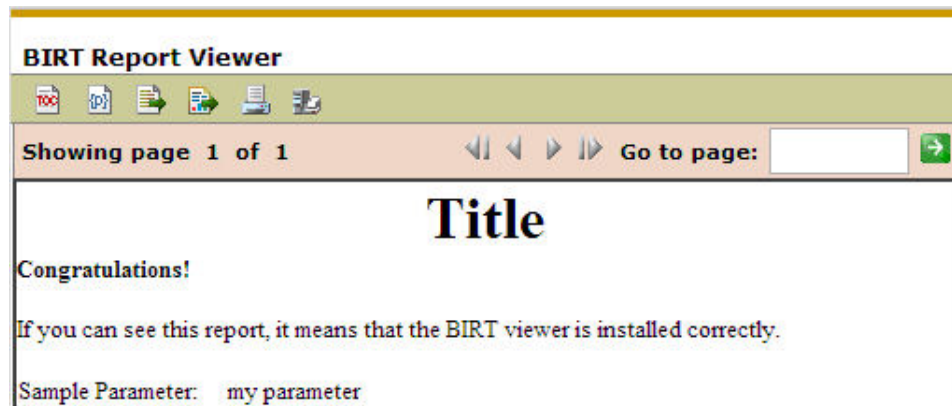 BIRT Report Viewer
TOC {p}
Showing page 1 of 1 Go to page:
Title
Congratulations!
If you can see this report, it means that the BIRT viewer is installed correctly.
Sample Parameter: my parameter